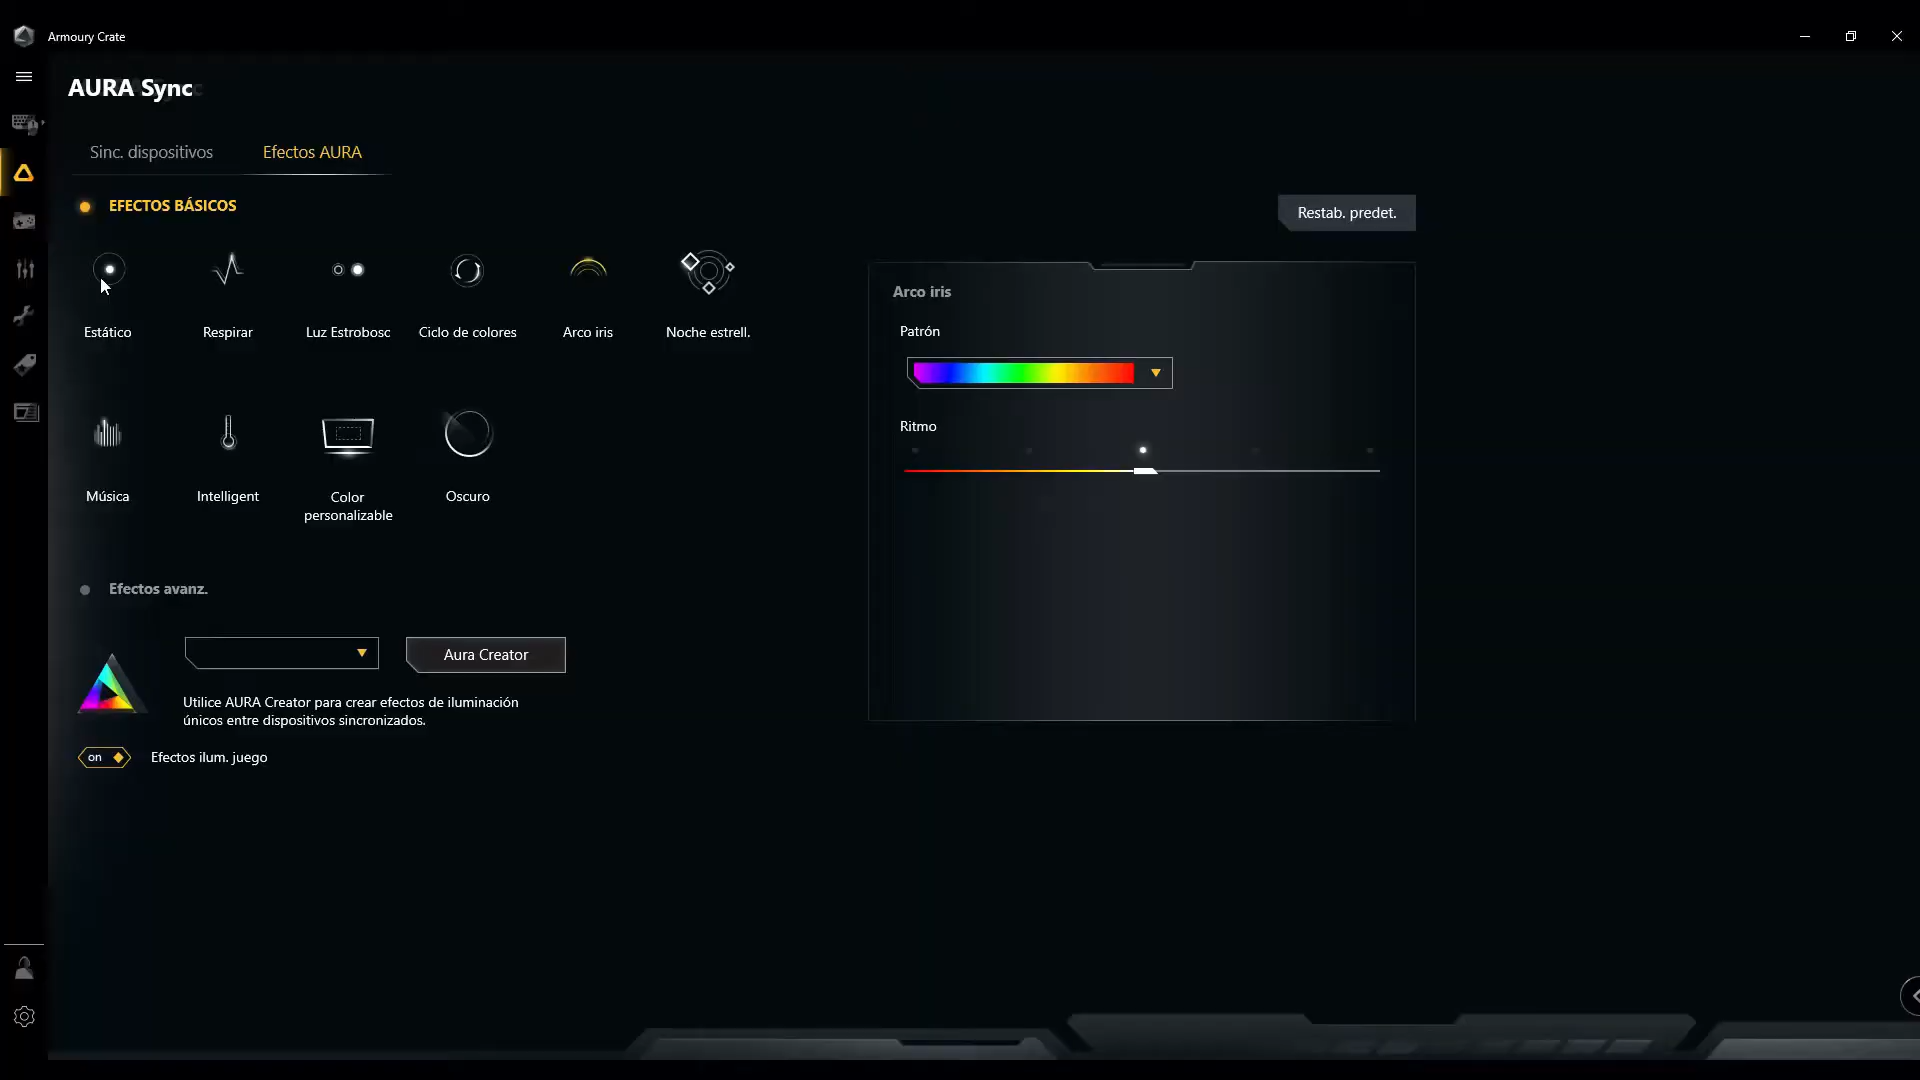 Armoury Crate
AURA Sync
Sinc. dispositivos
Efectos AURA
EFECTOS BÁSICOS
Restab. predet.
Estático
Respirar
Luz Estrobosc
Ciclo de colores
Arco iris
Noche estrell.
Música
Intelligent
Color
personalizable
Oscuro
Arco iris
Patrón
Ritmo
Efectos avanz.
Aura Creator
Utilice AURA Creator para crear efectos de iluminación
únicos entre dispositivos sincronizados.
on
Efectos ilum. juego